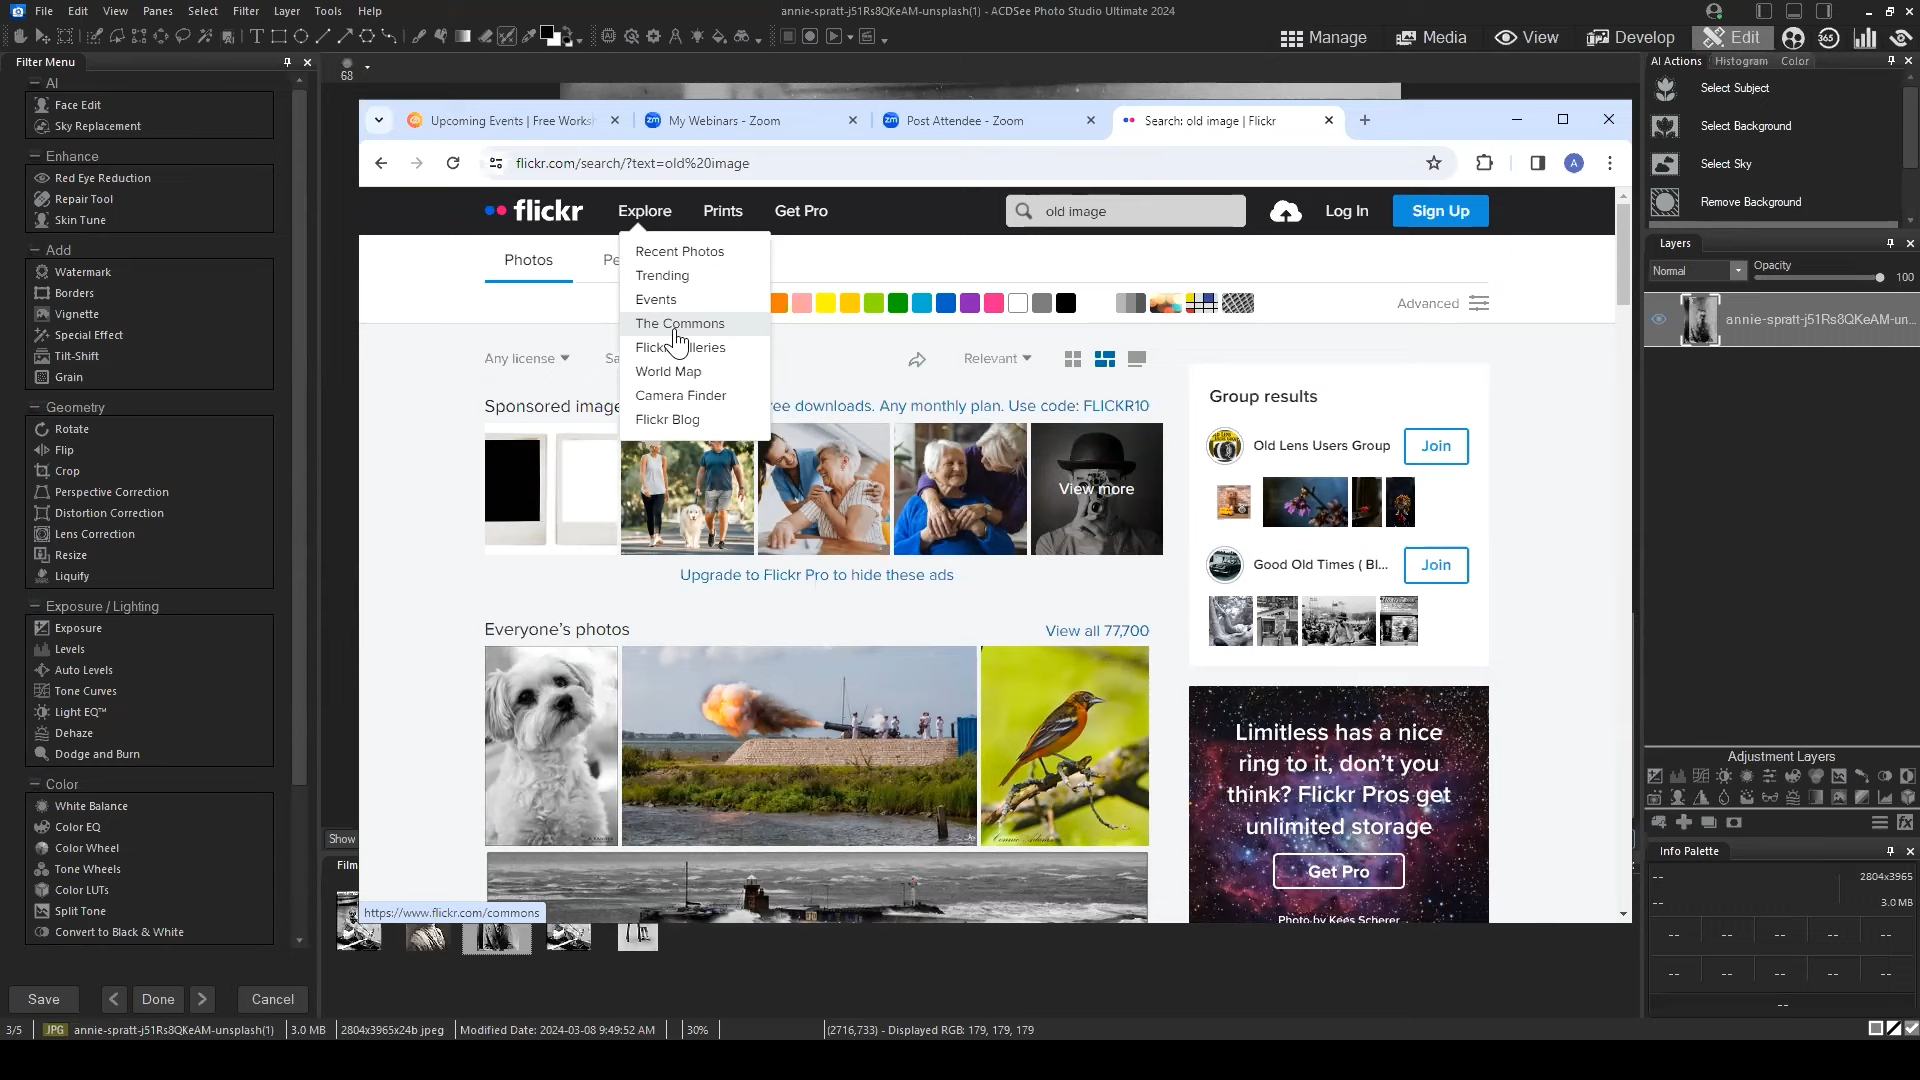 File Edit View Panes Select Filter Layer Tools Help
annie-spratt-j51Rs8QKeAM-unsplash(1) - ACDSee Photo Studio Ultimate 2024
Manage Media View Develop Edit 365
Filter Menu
68
AI
Face Edit
Sky Replacement
Enhance
Red Eye Reduction
Repair Tool
Skin Tune
Add
Watermark
Borders
Vignette
Special Effect
Tilt-Shift
Grain
Geometry
Rotate
Flip
Crop
Perspective Correction
Distortion Correction
Lens Correction
Resize
Liquify
Exposure / Lighting
Exposure
Levels
Auto Levels
Tone Curves
Light EQ™
Dehaze
Dodge and Burn
Color
White Balance
Color EQ
Color Wheel
Tone Wheels
Color LUTs
Split Tone
Convert to Black & White
Save
Done
Cancel
Upcoming Events | Free Works
zm My Webinars - Zoom
zm Post Attendee - Zoom
Search: old image | Flickr
flickr.com/search/?text=old%20image
A
flickr
Explore
Prints
Get Pro
old image
Log In
Sign Up
Recent Photos
Trending
Events
The Commons
World Map
Camera Finder
Flickr Blog
Photos
Advanced
Any license
Relevant
Sponsored
downloads. Any monthly plan. Use code: FLICKR10
View more
Upgrade to Flickr Pro to hide these ads
Everyone's photos
View all 77,700
Group results
Old Lens Users Group
Join
Good Old Times ( Bl...
Join
Limitless has a nice
ring to it, don't you
think? Flickr Pros get
unlimited storage
Get Pro
Photo by Kees Scherer
https://www.flickr.com/commons
Show
AI Actions Histogram Color
Select Subject
Select Background
Select Sky
Remove Background
Layers
Normal
Opacity
100
annie-spratt-j51Rs8QKeAM-un...
Adjustment Layers
Info Palette
--
2804x3965
--
3.0 MB
-- -- -- -- --
-- -- -- -- --
--
3/5 JPG annie-spratt-j51Rs8QKeAM-unsplash(1) 3.0 MB 2804x3965x24b jpeg Modified Date: 2024-03-08 9:49:52 AM 30% (2716,733) - Displayed RGB: 179, 179, 179